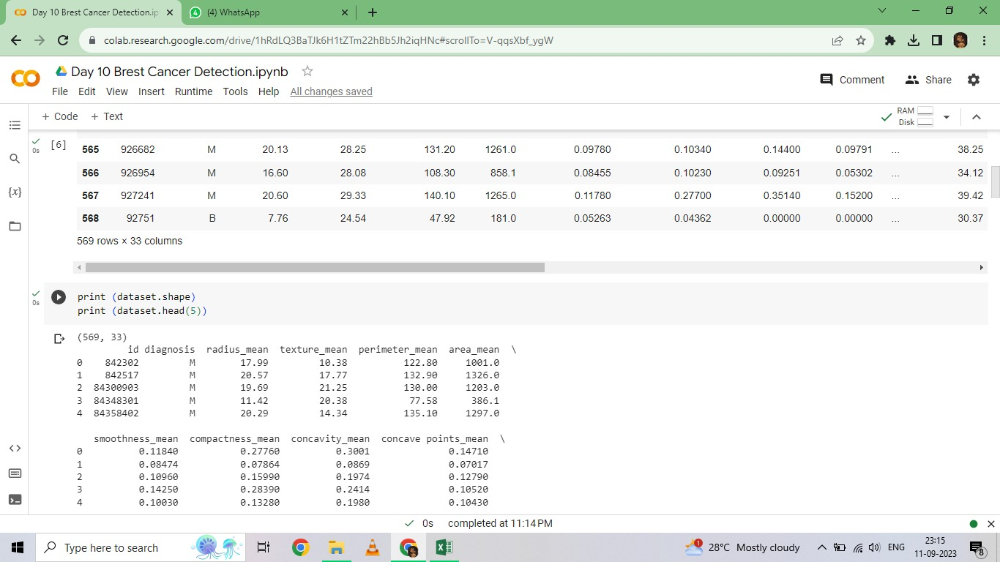 Day 10 Brest Cancer Detection.ip
(4) WhatsApp
colab.research.google.com/drive/1hRdLQ3BaTJk6H1tZTm22hBb5Jh2iqHNc#scrollTo=V-qqsXbf_ygW
Day 10 Brest Cancer Detection.ipynb
Comment Share
File Edit View Insert Runtime Tools Help All changes saved
+ Code + Text
RAM
Disk
[6]
0s
565 926682 M 20.13 28.25 131.20 1261.0 0.09780 0.10340 0.14400 0.09791 ... 38.25
566 926954 M 16.60 28.08 108.30 858.1 0.08455 0.10230 0.09251 0.05302 ... 34.12
567 927241 M 20.60 29.33 140.10 1265.0 0.11780 0.27700 0.35140 0.15200 ... 39.42
568 92751 B 7.76 24.54 47.92 181.0 0.05263 0.04362 0.00000 0.00000 ... 30.37
569 rows × 33 columns
0s
print (dataset.shape)
print (dataset.head(5))
(569, 33)
id diagnosis radius_mean texture_mean perimeter_mean area_mean \
0 842302 M 17.99 10.38 122.80 1001.0
1 842517 M 20.57 17.77 132.90 1326.0
2 84300903 M 19.69 21.25 130.00 1203.0
3 84348301 M 11.42 20.38 77.58 386.1
4 84358402 M 20.29 14.34 135.10 1297.0
smoothness_mean compactness_mean concavity_mean concave points_mean \
0 0.11840 0.27760 0.3001 0.14710
1 0.08474 0.07864 0.0869 0.07017
2 0.10960 0.15990 0.1974 0.12790
3 0.14250 0.28390 0.2414 0.10520
4 0.10030 0.13280 0.1980 0.10430
0s completed at 11:14 PM
Type here to search
28°C Mostly cloudy
ENG
23:15
11-09-2023
8